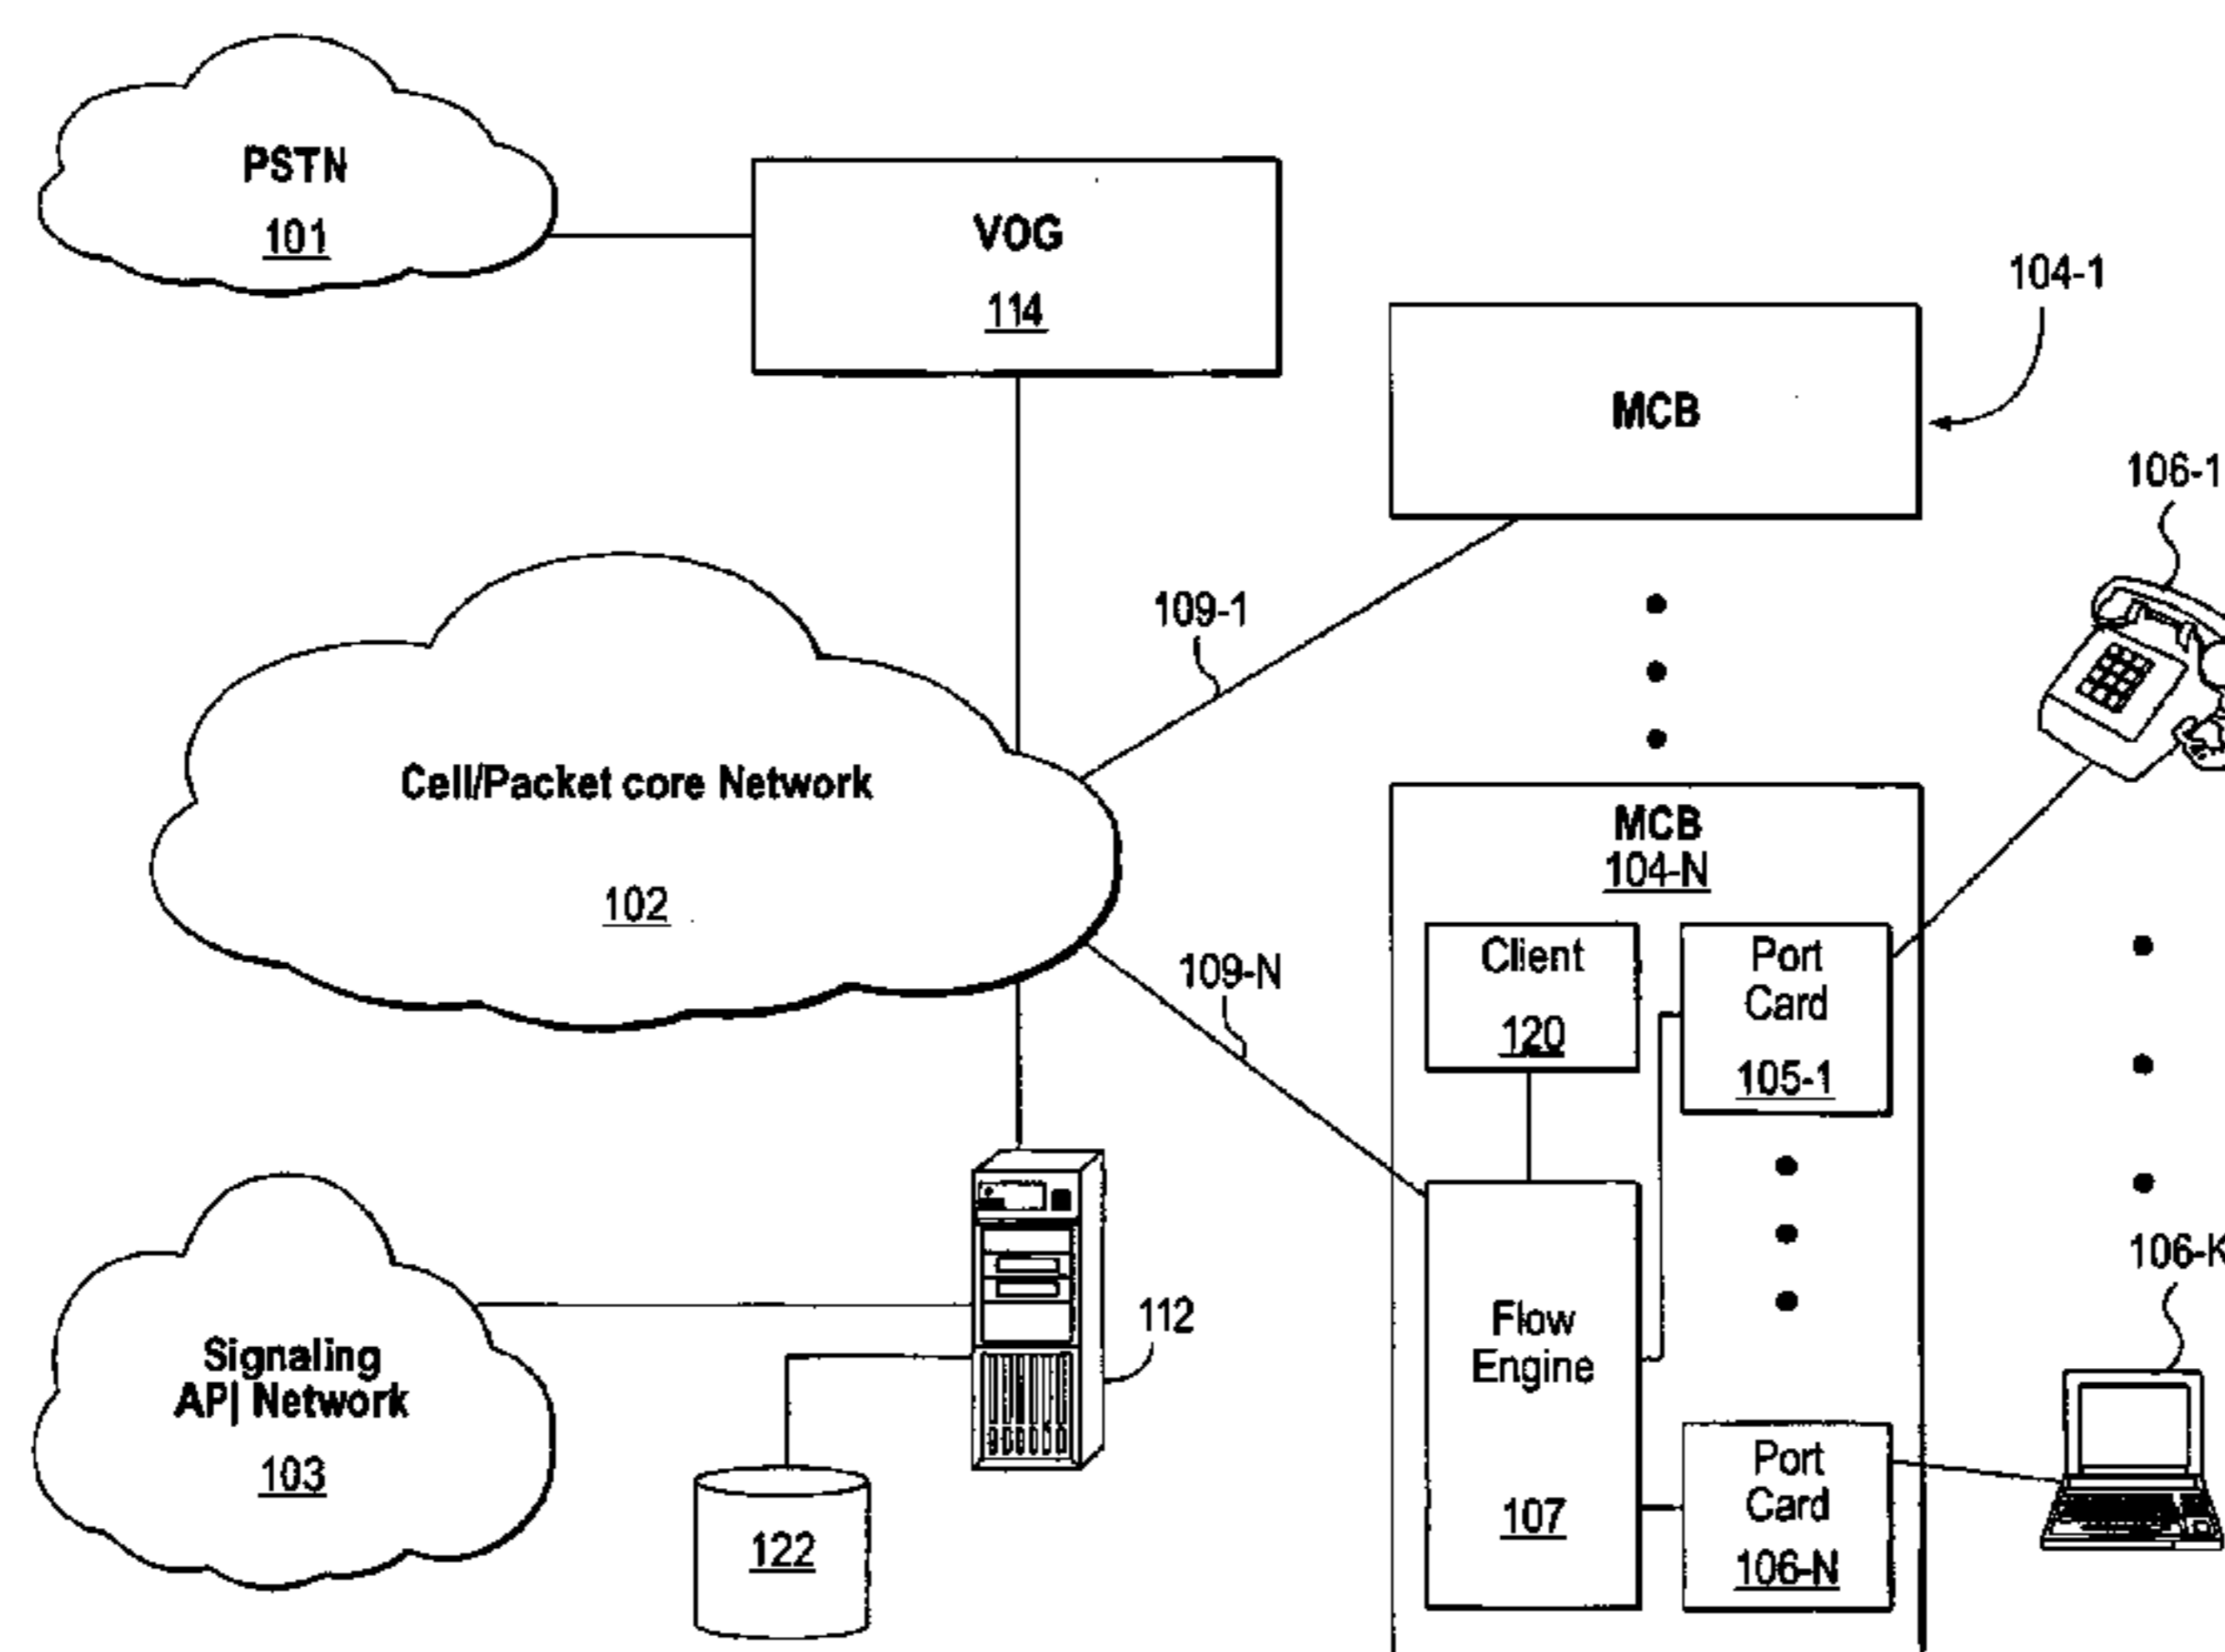 PSTN
101
VOG
114
104-1
MCB
106-1
109-1
Cell/Packet core Network
102
MCB
104-N
109-N
Client
120
Port
Card
105-1
106-K
Signaling
API Network
103
112
122
Flow
Engine
107
Port
Card
106-N